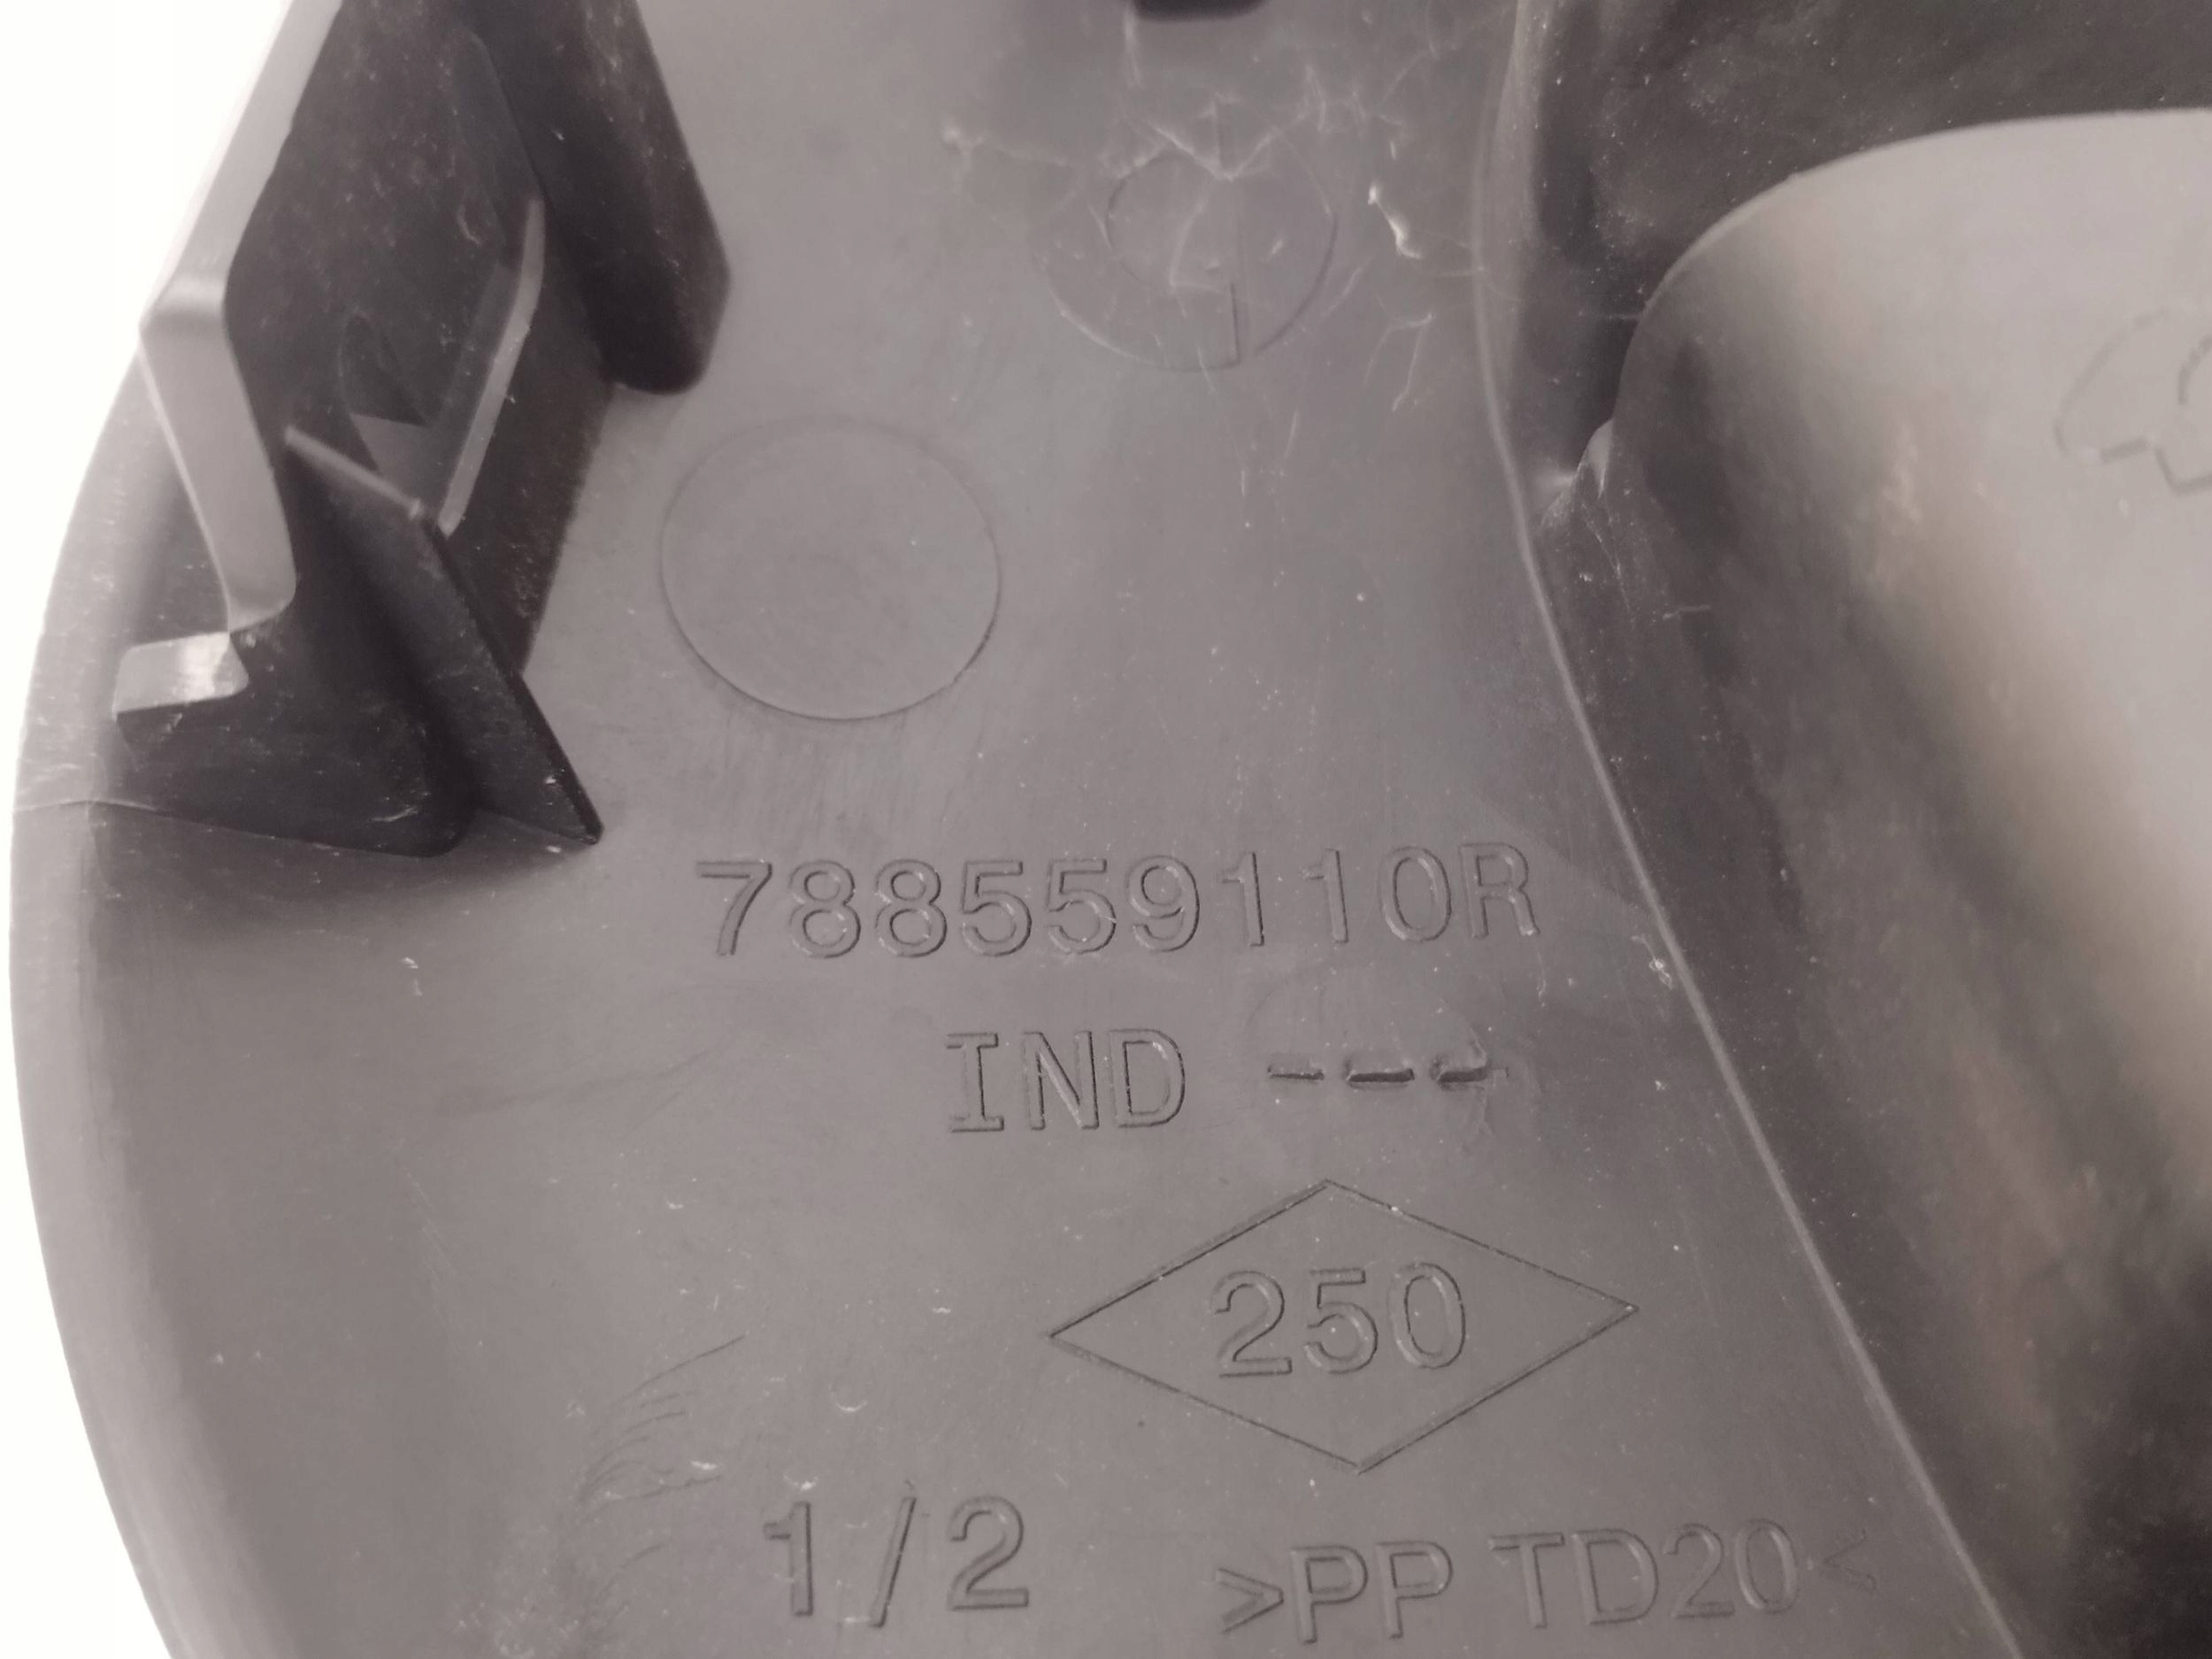 788559110R
IND ---
250
1/2 >PP TD20<